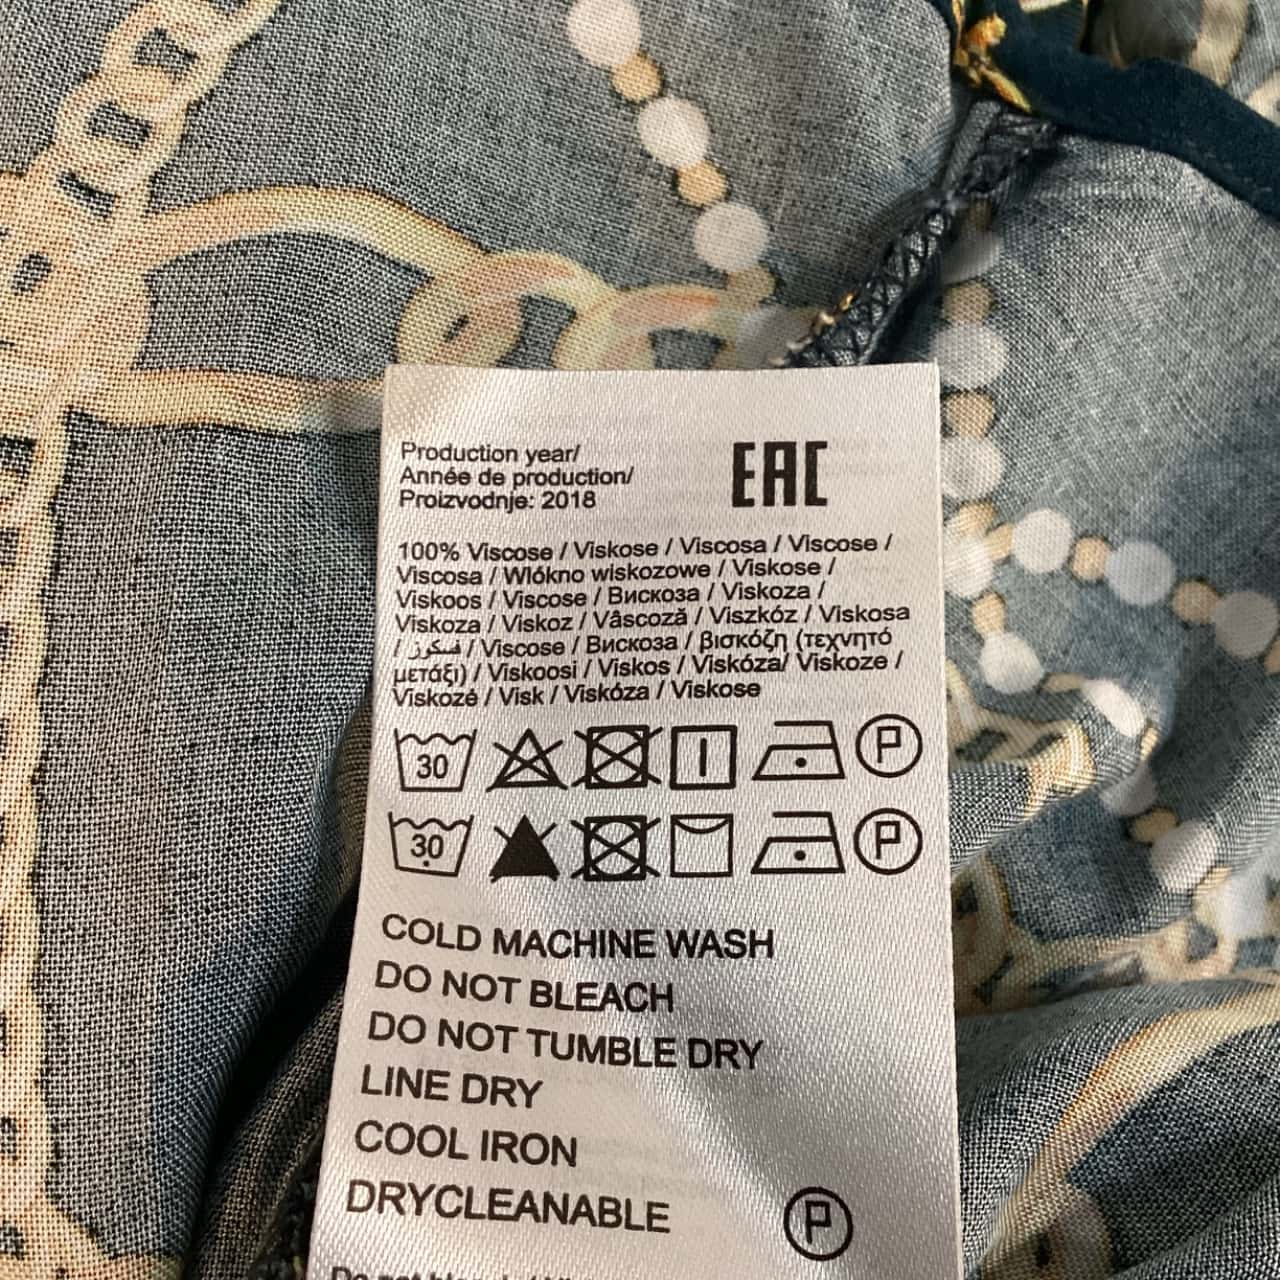 Production year/
Année de production/
Proizvodnje: 2018
EAC
100% Viscose / Viskose / Viscosa / Viscose /
Viscosa / Wlókno wiskozowe / Viskose /
Viskoos / Viscose / Вискоза / Viskoza /
Viskoza / Viskoz / Vâscoză / Viszkóz / Viskosa
/ فسكرز / Viscose / Вискоза / βισκόζη (τεχνητό
μετάξι) / Viskoosi / Viskos / Viskóza/ Viskoze /
Viskozė / Visk / Viskóza / Viskose
30 P
30 P
COLD MACHINE WASH
DO NOT BLEACH
DO NOT TUMBLE DRY
LINE DRY
COOL IRON
DRYCLEANABLE P